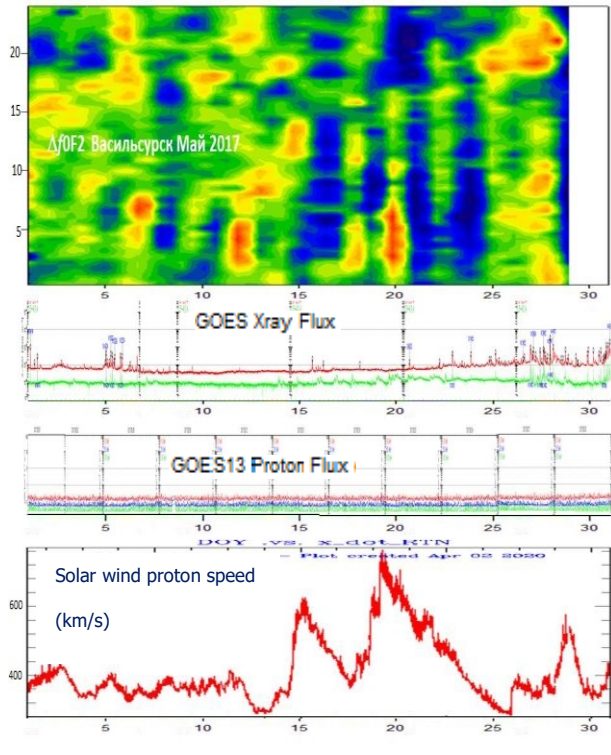 20
15
Δf0F2 Васильсурск Май 2017
10
5
5 10 15 20 25 30
GOES Xray Flux
5 10 15 20 25 30
GOES13 Proton Flux (
5 10 15 20 25 30
DOY .vs. x_dot_RTN
— Plot created Apr 02 2020
Solar wind proton speed
(km/s)
600
400
5 10 15 20 25 30